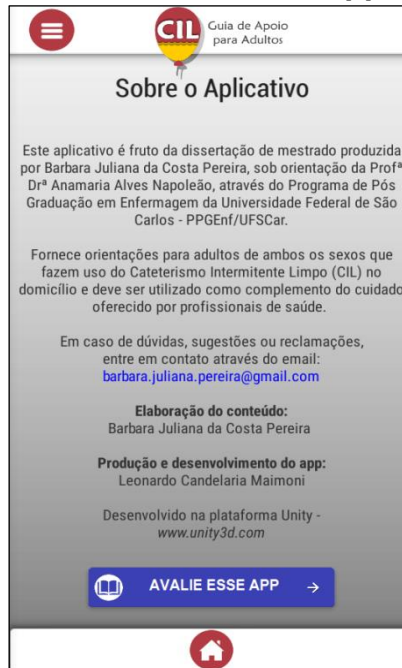 CIL
Guia de Apoio
para Adultos
Sobre o Aplicativo
Este aplicativo é fruto da dissertação de mestrado produzida
por Barbara Juliana da Costa Pereira, sob orientação da Profª
Drª Anamaria Alves Napoleão, através do Programa de Pós
Graduação em Enfermagem da Universidade Federal de São
Carlos - PPGEnf/UFSCar.
Fornece orientações para adultos de ambos os sexos que
fazem uso do Cateterismo Intermitente Limpo (CIL) no
domicílio e deve ser utilizado como complemento do cuidado
oferecido por profissionais de saúde.
Em caso de dúvidas, sugestões ou reclamações,
entre em contato através do email:
barbara.juliana.pereira@gmail.com
Elaboração do conteúdo:
Barbara Juliana da Costa Pereira
Produção e desenvolvimento do app:
Leonardo Candelaria Maimoni
Desenvolvido na plataforma Unity -
www.unity3d.com
AVALIE ESSE APP →